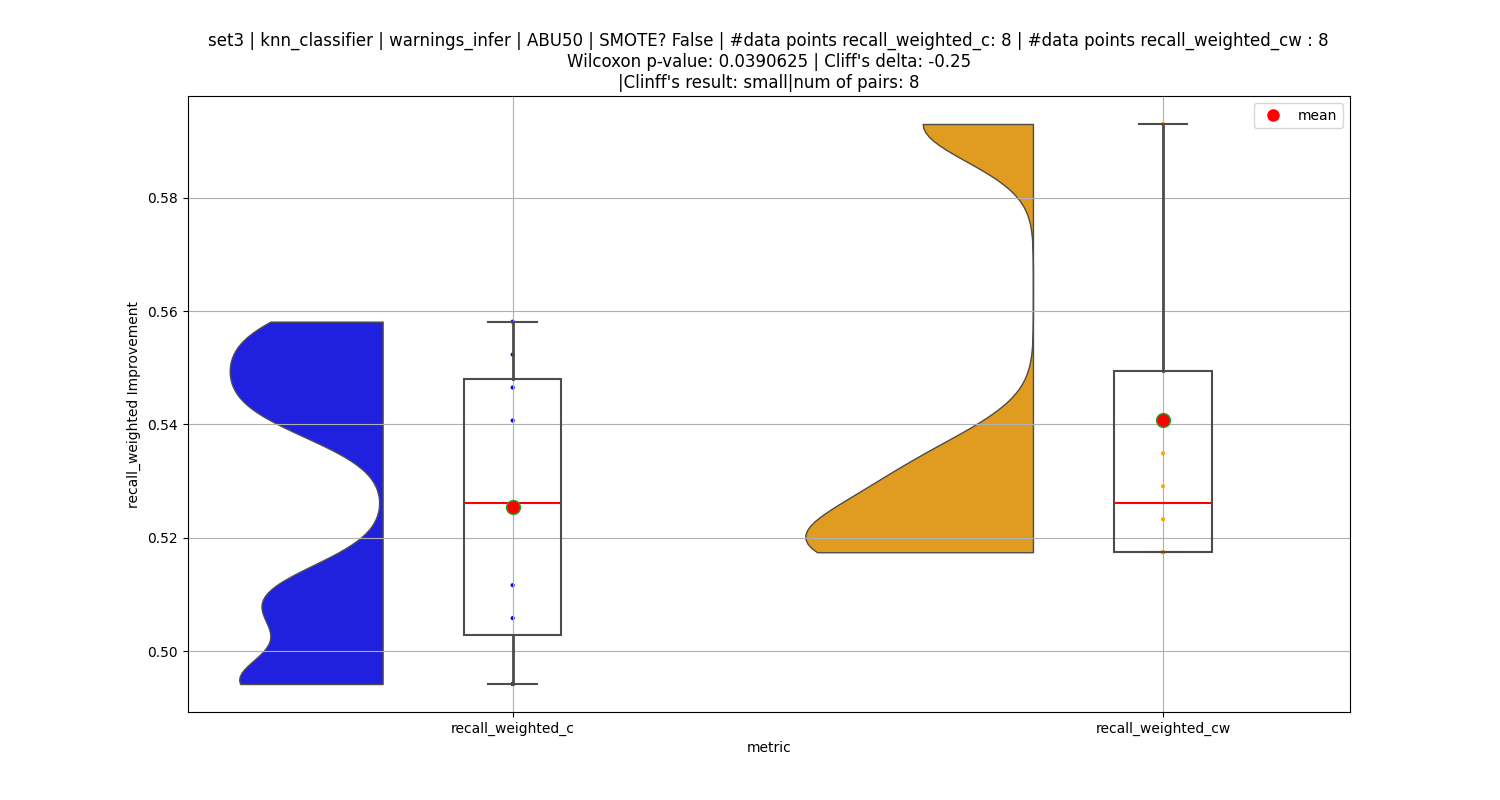 set3 | knn_classifier | warnings_infer | ABU50 | SMOTE? False | #data points recall_weighted_c: 8 | #data points recall_weighted_cw : 8
Wilcoxon p-value: 0.0390625 | Cliff's delta: -0.25
|Clinff's result: small|num of pairs: 8
mean
0.58
0.56
0.54
0.52
0.50
recall_weighted Improvement
recall_weighted_c
recall_weighted_cw
metric